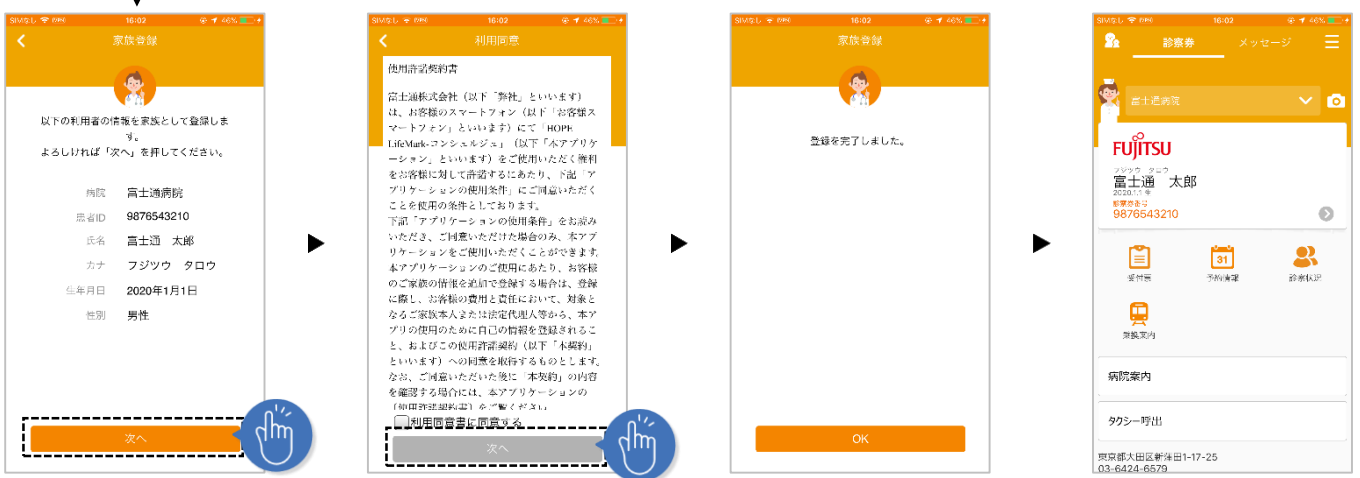 SIMなし 16:02 46%
家族登録
以下の利用者の情報を家族として登録しま
す。
よろしければ「次へ」を押してください。
病院 富士通病院
患者ID 9876543210
氏名 富士通 太郎
カナ フジツウ タロウ
生年月日 2020年1月1日
性別 男性
次へ
SIMなし 16:02 46%
利用同意
使用許諾契約書
富士通株式会社（以下「弊社」といいます）
は、お客様のスマートフォン（以下「お客様ス
マートフォン」といいます）にて「HOPE
LifeMark-コンシェルジュ」（以下「本アプリケ
ーション」といいます）をご使用いただく権利
をお客様に対して許諾するにあたり、下記「ア
プリケーションの使用条件」にご同意いただく
ことを使用の条件としております。
下記「アプリケーションの使用条件」をお読み
いただき、ご同意いただけた場合のみ、本アプ
リケーションをご使用いただくことができます。
本アプリケーションのご使用にあたり、お客様
のご家族の情報を追加で登録する場合は、登録
に際し、お客様の費用と責任において、対象と
なるご家族本人または法定代理人等から、本ア
プリの使用のために自己の情報を登録されるこ
と、およびこの使用許諾契約（以下「本契約」
といいます）への同意を取得するものとします。
なお、ご同意いただいた後に「本契約」の内容
を確認する場合には、本アプリケーションの
［使用許諾契約書］をご覧ください
利用同意書に同意する
次へ
SIMなし 16:02 46%
家族登録
登録を完了しました。
OK
SIMなし 16:02 46%
診察券 メッセージ
富士通病院
FUJITSU
フジツウ タロウ
富士通 太郎
2020.1.1 生
診察券番号
9876543210
受付票 31 予約情報 診察状況
乗換案内
病院案内
タクシー呼出
東京都大田区新蒲田1-17-25
03-6424-6579